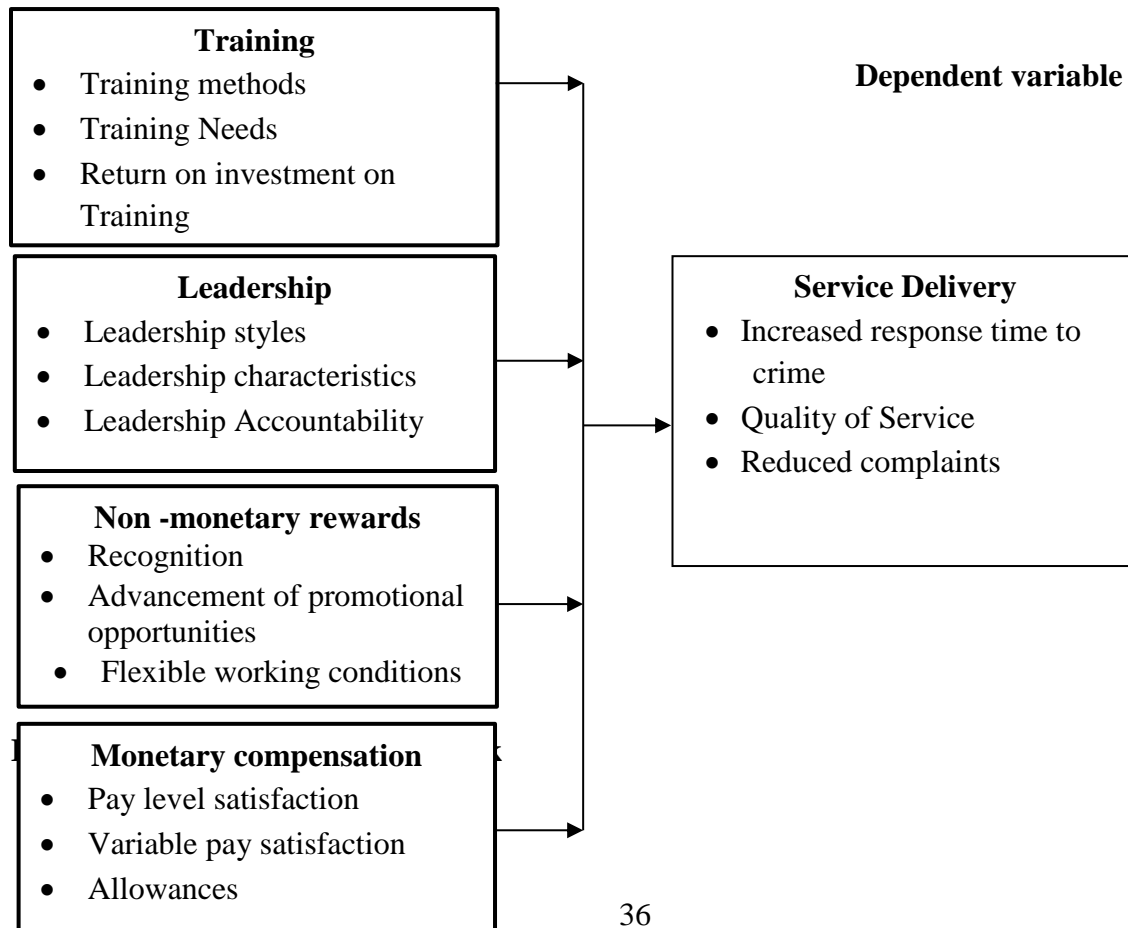 Training
• Training methods
• Training Needs
• Return on investment on
Training
Dependent variable
Leadership
• Leadership styles
• Leadership characteristics
• Leadership Accountability
Service Delivery
• Increased response time to
crime
• Quality of Service
• Reduced complaints
Non -monetary rewards
• Recognition
• Advancement of promotional
opportunities
• Flexible working conditions
Monetary compensation
• Pay level satisfaction
• Variable pay satisfaction
• Allowances
36